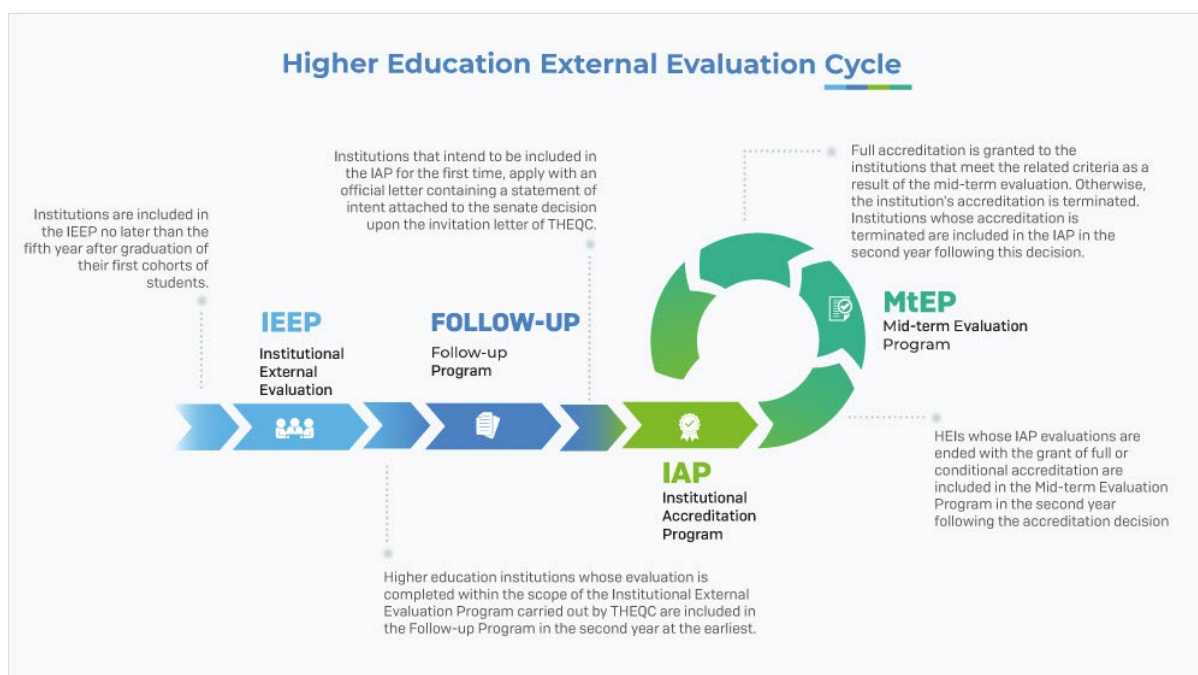 Higher Education External Evaluation Cycle
Institutions that intend to be included in
the IAP for the first time, apply with an
official letter containing a statement of
intent attached to the senate decision
upon the invitation letter of THEQC.
Full accreditation is granted to the
institutions that meet the related criteria as a
result of the mid-term evaluation. Otherwise,
the institution's accreditation is terminated.
Institutions whose accreditation is
terminated are included in the IAP in the
second year following this decision.
Institutions are included in
the IEEP no later than the
fifth year after graduation of
their first cohorts of
students.
IEEP
Institutional
External
Evaluation
FOLLOW-UP
Follow-up
Program
MtEP
Mid-term Evaluation
Program
IAP
Institutional
Accreditation
Program
HEIs whose IAP evaluations are
ended with the grant of full or
conditional accreditation are
included in the Mid-term Evaluation
Program in the second year
following the accreditation decision
Higher education institutions whose evaluation is
completed within the scope of the Institutional External
Evaluation Program carried out by THEQC are included in
the Follow-up Program in the second year at the earliest.